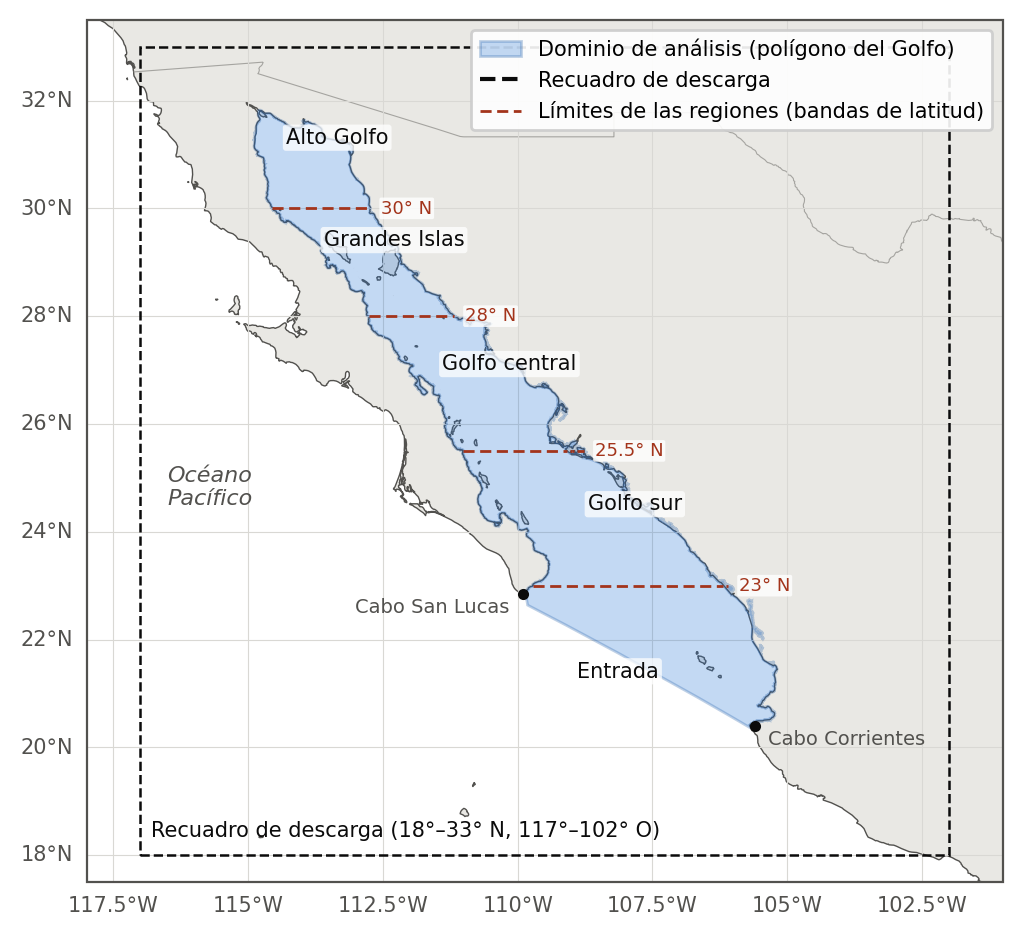 Dominio de análisis (polígono del Golfo)
Recuadro de descarga
Límites de las regiones (bandas de latitud)
32°N
30°N
28°N
26°N
24°N
22°N
20°N
18°N
Alto Golfo
30° N
Grandes Islas
28° N
Golfo central
25.5° N
Océano
Pacífico
Golfo sur
23° N
Cabo San Lucas
Entrada
Cabo Corrientes
Recuadro de descarga (18°–33° N, 117°–102° O)
117.5°W
115°W
112.5°W
110°W
107.5°W
105°W
102.5°W